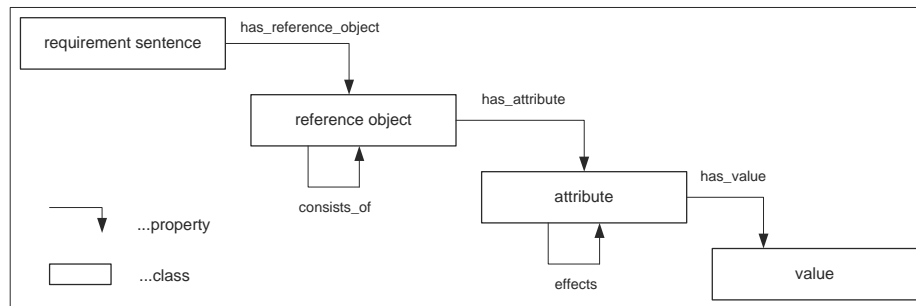 has_reference_object
requirement sentence
has_attribute
reference object
has_value
consists_of
attribute
...property
effects
...class
value